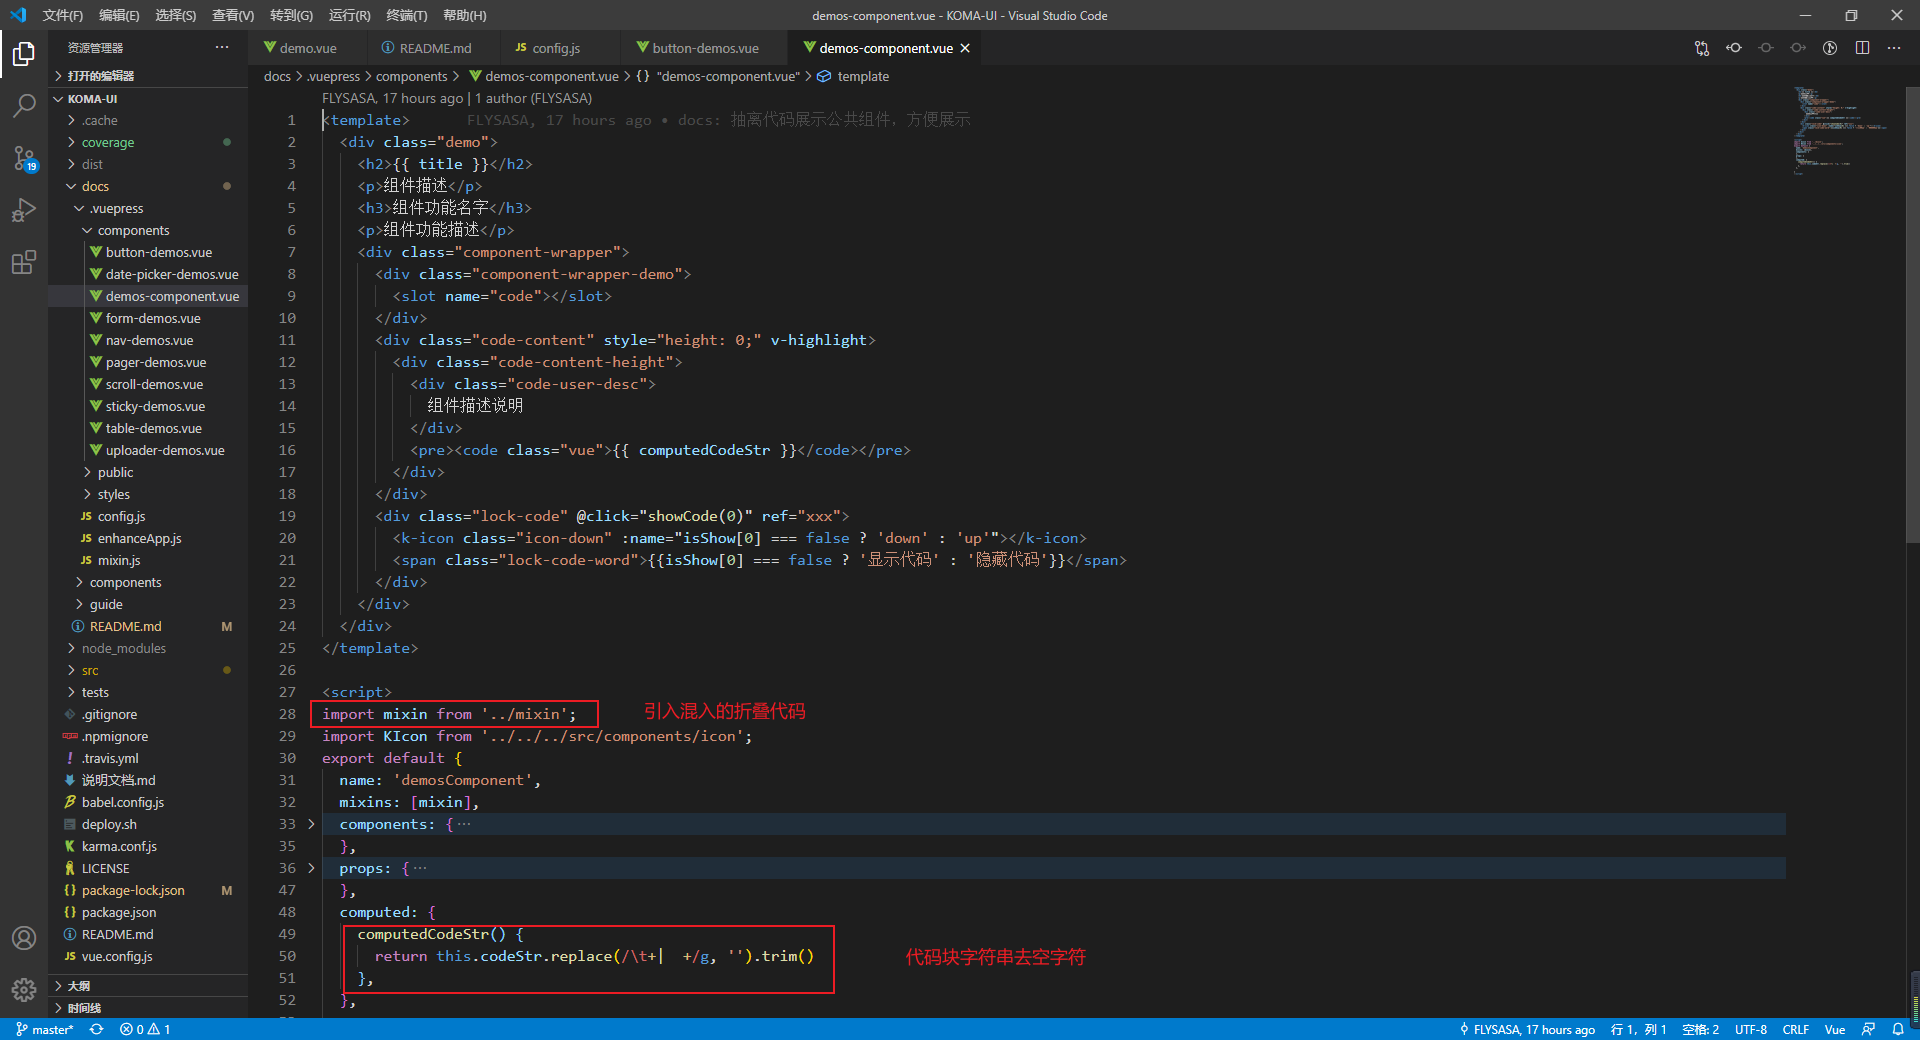 文件(F) 编辑(E) 选择(S) 查看(V) 转到(G) 运行(R) 终端(T) 帮助(H)
demos-component.vue - KOMA-UI - Visual Studio Code
资源管理器
demo.vue README.md JS config.js button-demos.vue demos-component.vue
打开的编辑器
docs > .vuepress > components > demos-component.vue > {} "demos-component.vue" > template
KOMA-UI
.cache
coverage
dist
docs
.vuepress
components
button-demos.vue
date-picker-demos.vue
demos-component.vue
form-demos.vue
nav-demos.vue
pager-demos.vue
scroll-demos.vue
sticky-demos.vue
table-demos.vue
uploader-demos.vue
public
styles
JS config.js
JS enhanceApp.js
JS mixin.js
components
guide
README.md M
node_modules
src
tests
.gitignore
.npmignore
.travis.yml
说明文档.md
babel.config.js
deploy.sh
karma.conf.js
LICENSE
package-lock.json M
package.json
README.md
JS vue.config.js
大纲
时间线
19
FLYSASA, 17 hours ago | 1 author (FLYSASA)
1 <template> FLYSASA, 17 hours ago • docs: 抽离代码展示公共组件，方便展示
2 <div class="demo">
3 <h2>{{ title }}</h2>
4 <p>组件描述</p>
5 <h3>组件功能名字</h3>
6 <p>组件功能描述</p>
7 <div class="component-wrapper">
8 <div class="component-wrapper-demo">
9 <slot name="code"></slot>
10 </div>
11 <div class="code-content" style="height: 0;" v-highlight>
12 <div class="code-content-height">
13 <div class="code-user-desc">
14 组件描述说明
15 </div>
16 <pre><code class="vue">{{ computedCodeStr }}</code></pre>
17 </div>
18 </div>
19 <div class="lock-code" @click="showCode(0)" ref="xxx">
20 <k-icon class="icon-down" :name="isShow[0] === false ? 'down' : 'up'"></k-icon>
21 <span class="lock-code-word">{{isShow[0] === false ? '显示代码' : '隐藏代码'}}</span>
22 </div>
23 </div>
24 </div>
25 </template>
26
27 <script>
28 import mixin from '../mixin'; 引入混入的折叠代码
29 import KIcon from '../../../src/components/icon';
30 export default {
31 name: 'demosComponent',
32 mixins: [mixin],
33 components: {···
35 },
36 props: {···
47 },
48 computed: {
49 computedCodeStr() {
50 return this.codeStr.replace(/\t+|  +/g, '').trim() 代码块字符串去空字符
51 },
52 },
master* 0 1
FLYSASA, 17 hours ago 行 1，列 1 空格: 2 UTF-8 CRLF Vue